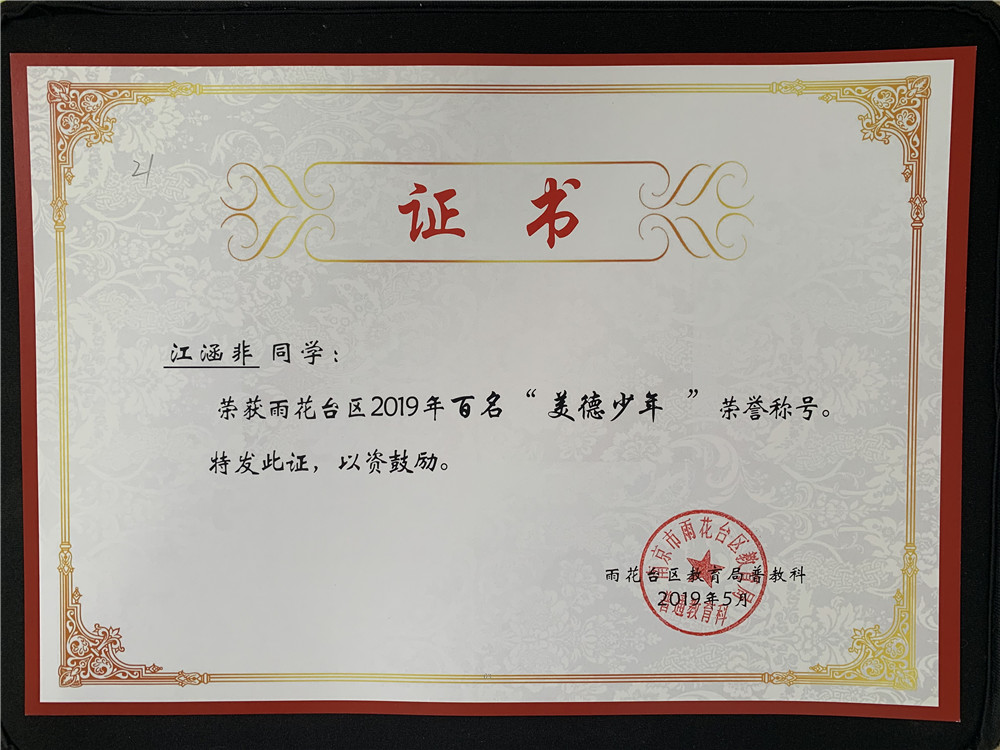 21
证书
江涵非 同学：
荣获雨花台区2019年百名“美德少年”荣誉称号。
特发此证，以资鼓励。
南京市雨花台区教育局
雨花台区教育局普教科
2019年5月
普通教育科